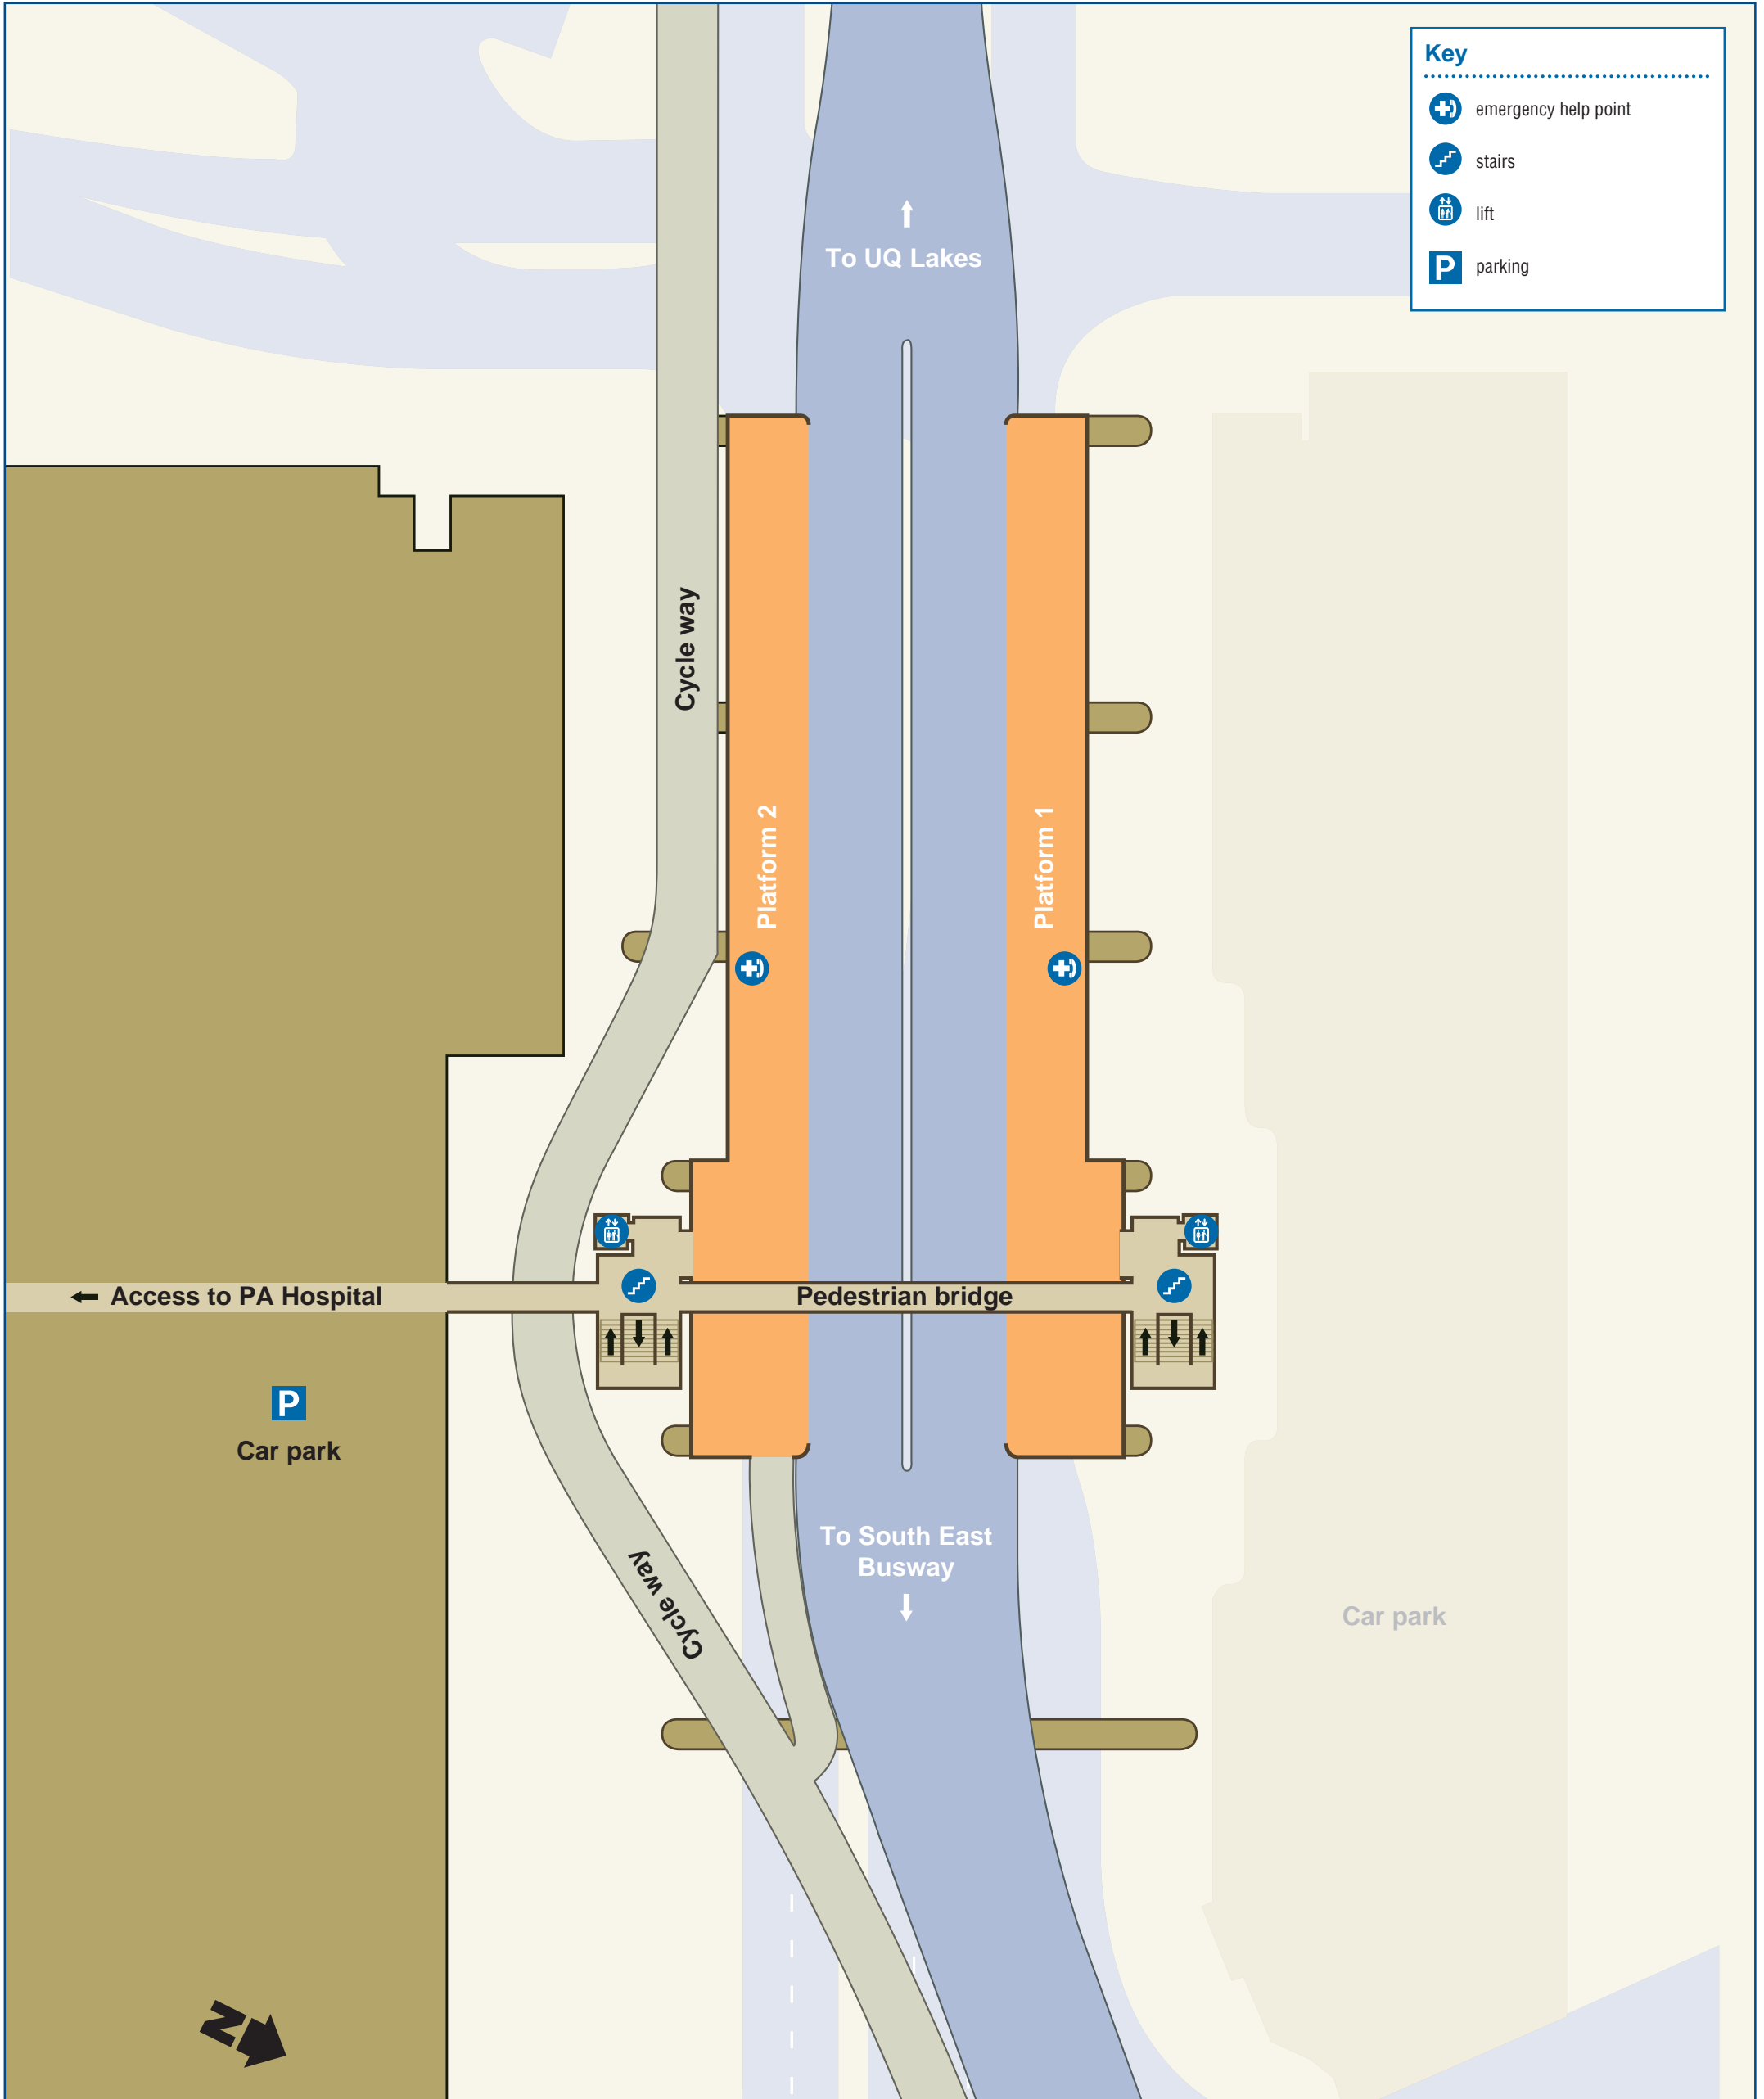 Key
emergency help point
stairs
lift
P parking
To UQ Lakes
Cycle way
Platform 2
Platform 1
Access to PA Hospital
Pedestrian bridge
P
Car park
To South East
Busway
Cycle way
Car park
N